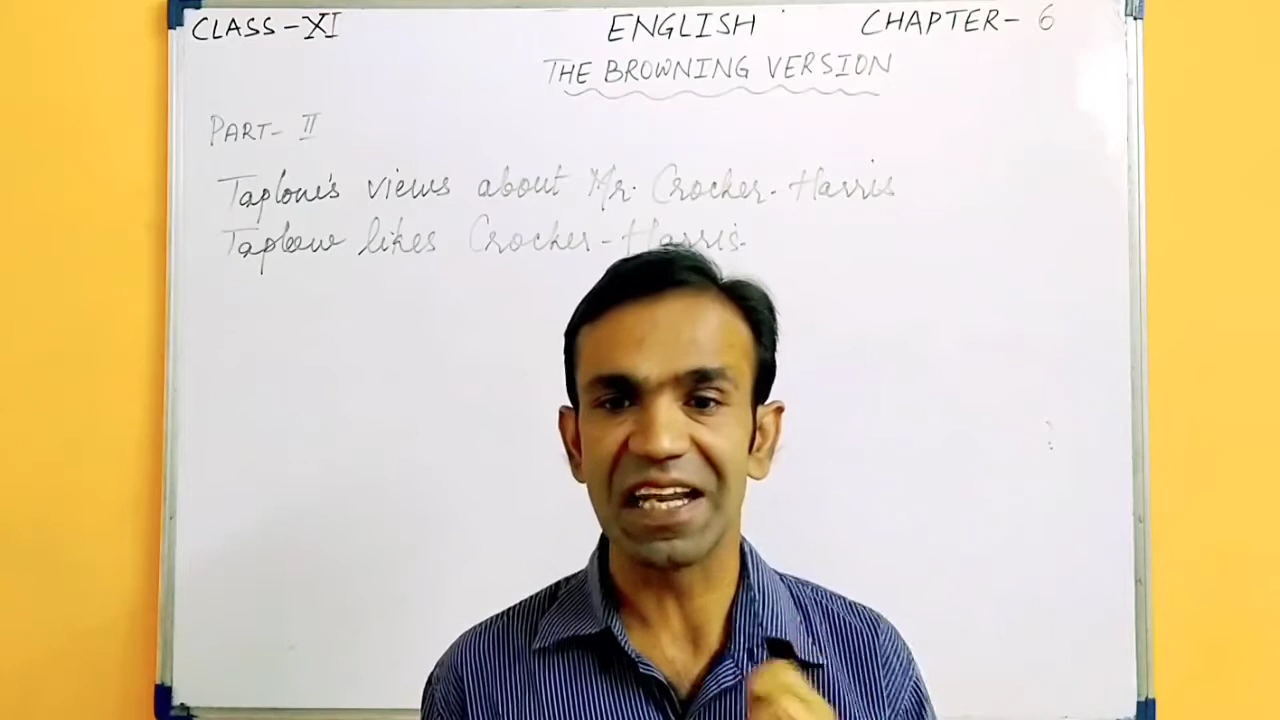 CLASS-XI ENGLISH CHAPTER-6
THE BROWNING VERSION
PART-II
Taplow's views about Mr. Crocker-Harris
Taplow likes Crocker-Harris.